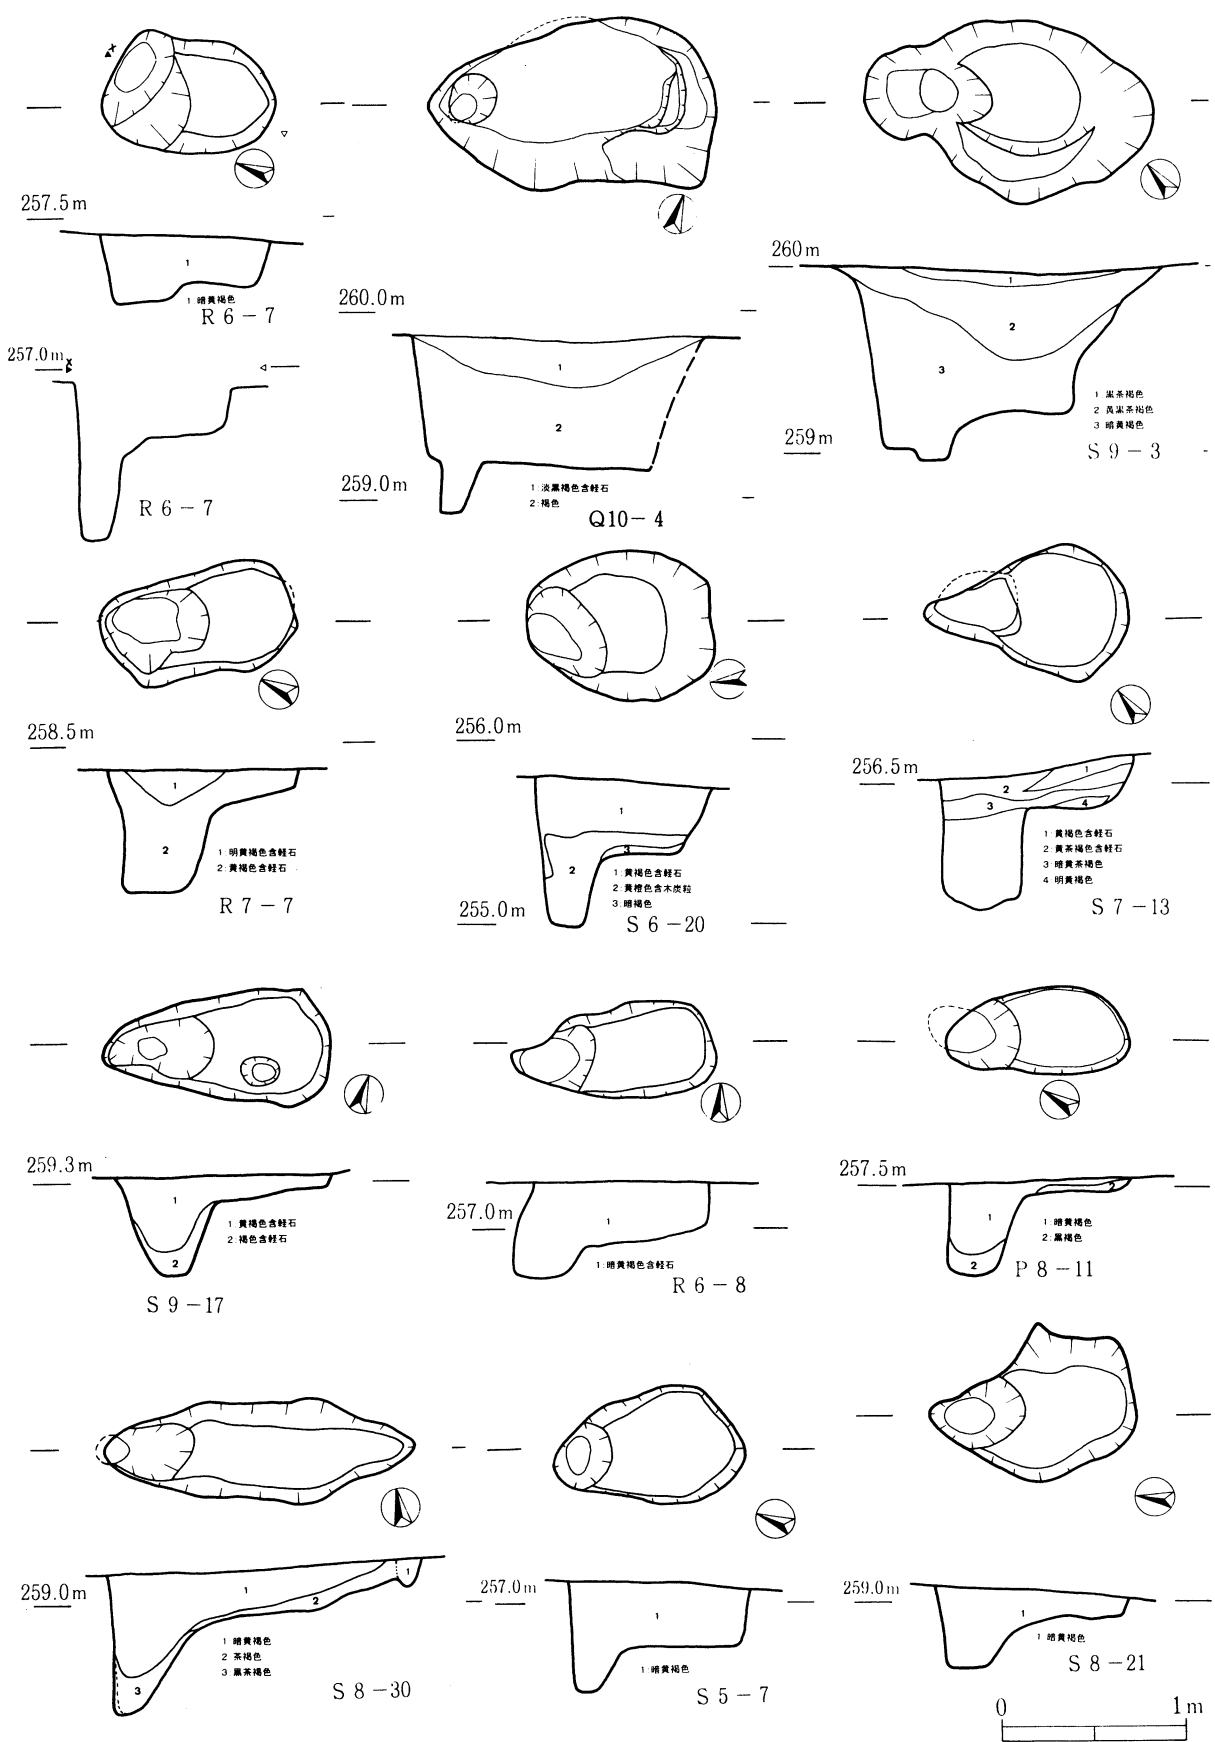 257.5m
1
1 暗黄褐色
R 6 − 7
257.0m
x
R 6 − 7
260.0m
1
2
259.0m
1:淡黒褐色含軽石
2:褐色
Q10 − 4
260m
1
2
3
259m
1 黒茶褐色
2 黄黒茶褐色
3 暗黄褐色
S 9 − 3
258.5m
1
2
1 明黄褐色含軽石
2:黄褐色含軽石
R 7 − 7
256.0m
1
2
3
255.0m
1:黄褐色含軽石
2:黄橙色含木炭粒
3:暗褐色
S 6 −20
256.5m
1
2
3
4
1:黄褐色含軽石
2:黄茶褐色含軽石
3 暗黄茶褐色
4 明黄褐色
S 7 −13
259.3m
1
2
1:黄褐色含軽石
2:褐色含軽石
S 9 −17
257.0m
1
1:暗黄褐色含軽石
R 6 − 8
257.5m
1
2
2
1:暗黄褐色
2:黒褐色
P 8 −11
259.0m
1
2
3
1
1 暗黄褐色
2 茶褐色
3 黒茶褐色
S 8 −30
257.0m
1
1:暗黄褐色
S 5 − 7
259.0m
1
1 暗黄褐色
S 8 −21
0 1m